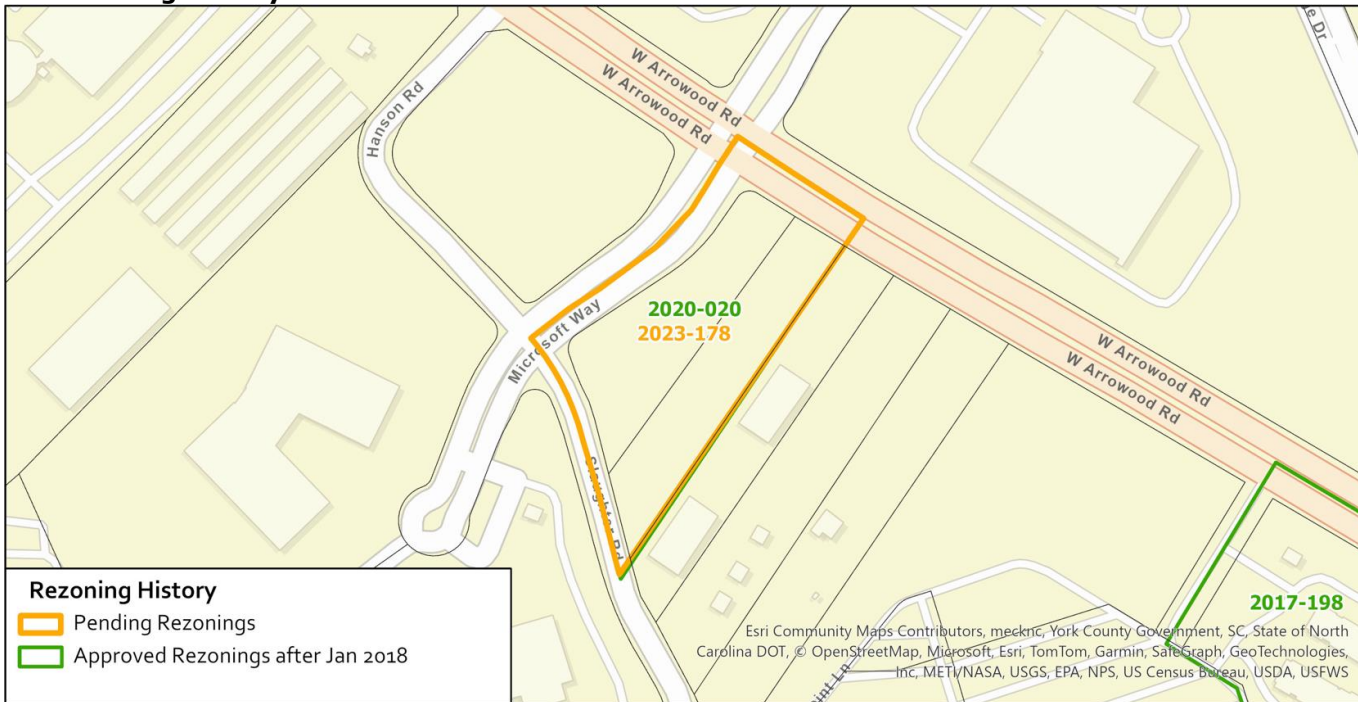 W Arrowood Rd
W Arrowood Rd
Hanson Rd
2020-020
2023-178
Microsoft Way
W Arrowood Rd
W Arrowood Rd
Slaughter Rd
2017-198
Rezoning History
Pending Rezonings
Approved Rezonings after Jan 2018
Esri Community Maps Contributors, mecknc, York County Government, SC, State of North
Carolina DOT, © OpenStreetMap, Microsoft, Esri, TomTom, Garmin, SafeGraph, GeoTechnologies,
Inc, METI/NASA, USGS, EPA, NPS, US Census Bureau, USDA, USFWS